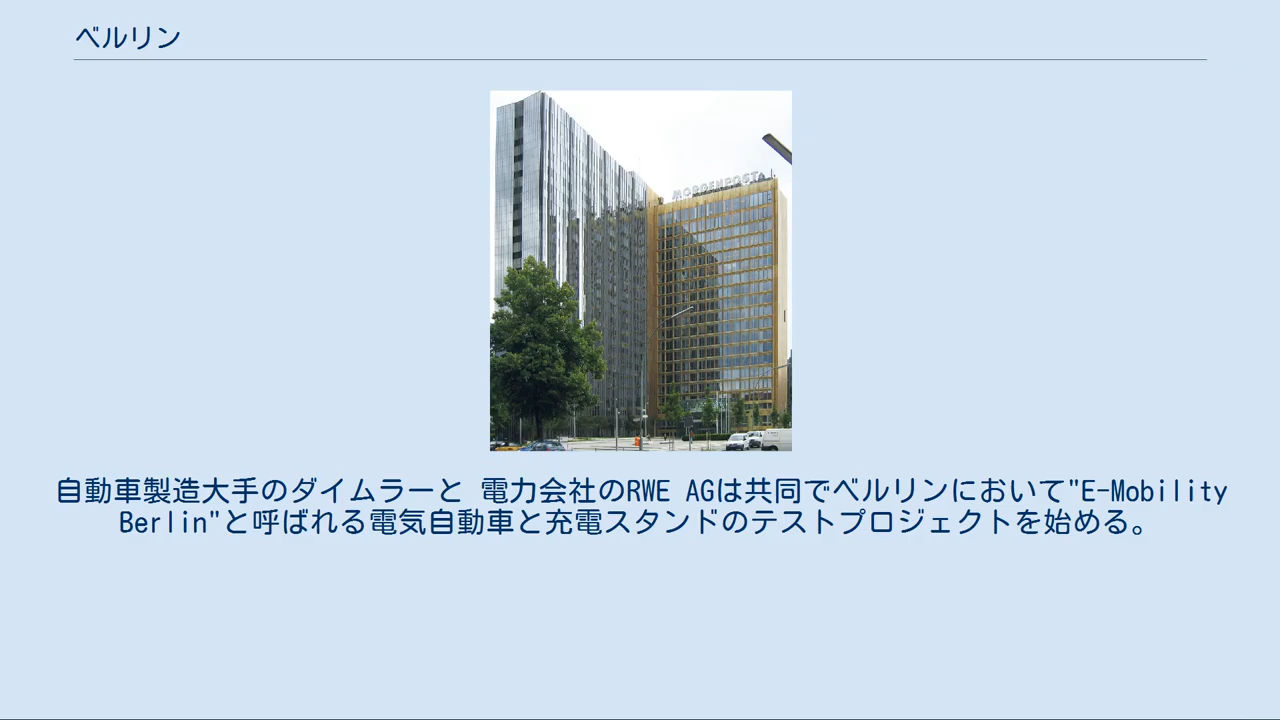 ベルリン
MORGENPOST
自動車製造大手のダイムラーと 電力会社のRWE AGは共同でベルリンにおいて"E-Mobility
Berlin"と呼ばれる電気自動車と充電スタンドのテストプロジェクトを始める。